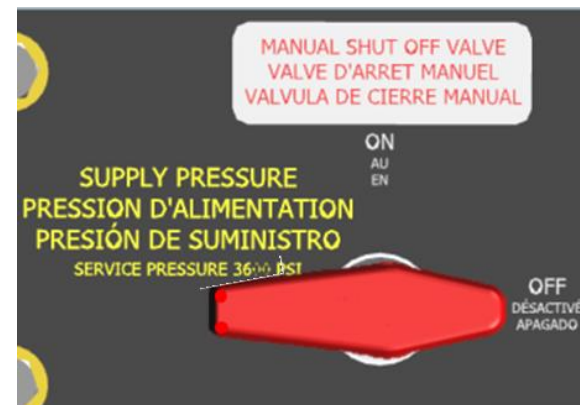 MANUAL SHUT OFF VALVE
VALVE D'ARRET MANUEL
VALVULA DE CIERRE MANUAL
ON
AU
EN
SUPPLY PRESSURE
PRESSION D'ALIMENTATION
PRESIÓN DE SUMINISTRO
SERVICE PRESSURE 3600 PSI
OFF
DÉSACTIVÉ
APAGADO